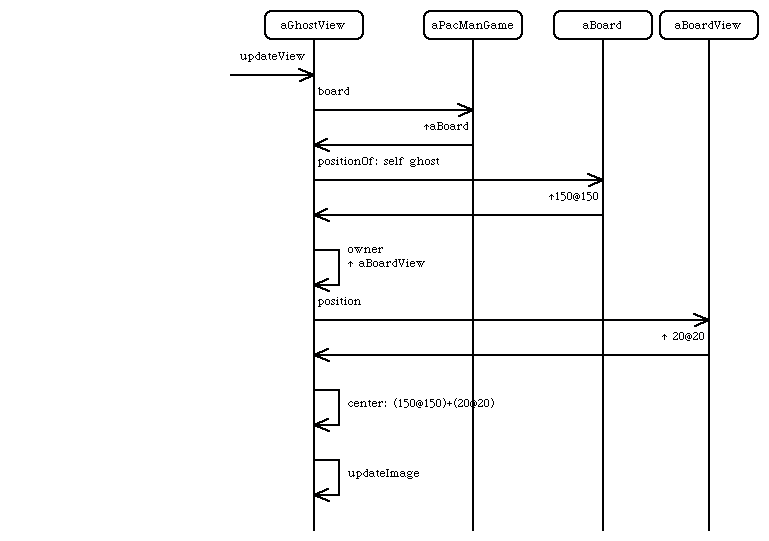 aGhostView
aPacManGame
aBoard
aBoardView
updateView
board
↑aBoard
positionOf: self ghost
↑150@150
owner
↑ aBoardView
position
↑ 20@20
center: (150@150)+(20@20)
updateImage